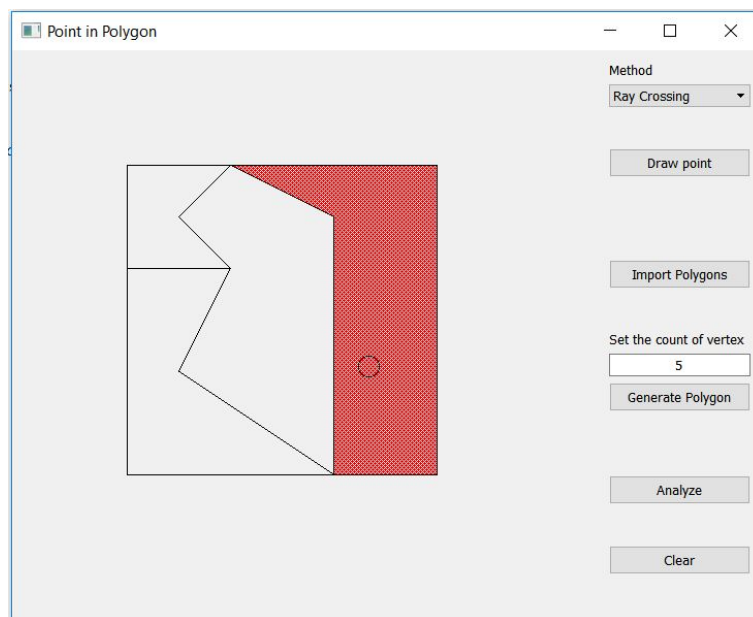 Point in Polygon
Method
Ray Crossing
Draw point
Import Polygons
Set the count of vertex
5
Generate Polygon
Analyze
Clear